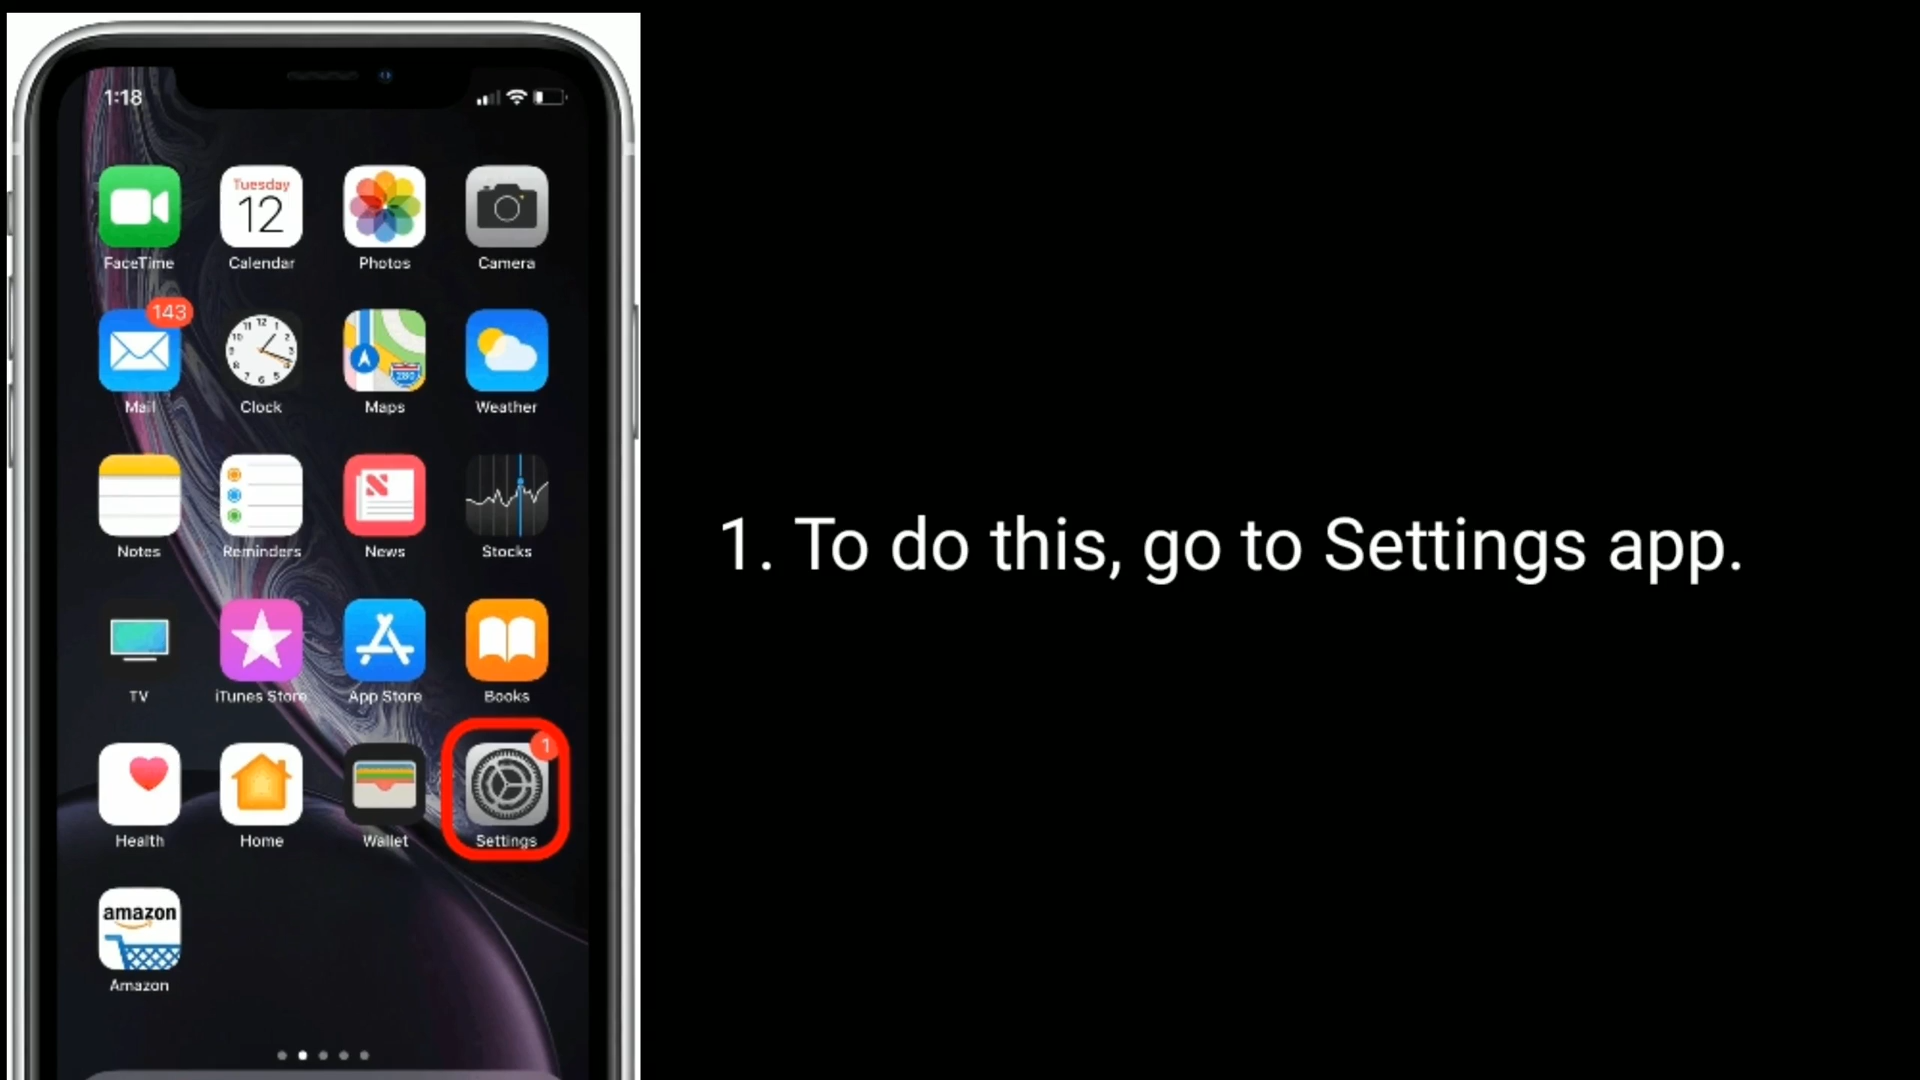 1:18
Tuesday
12
FaceTime
Calendar
Photos
Camera
143
12
280
Mail
Clock
Maps
Weather
Notes
Reminders
News
Stocks
TV
iTunes Store
App Store
Books
1
Health
Home
Wallet
Settings
amazon
Amazon
1. To do this, go to Settings app.